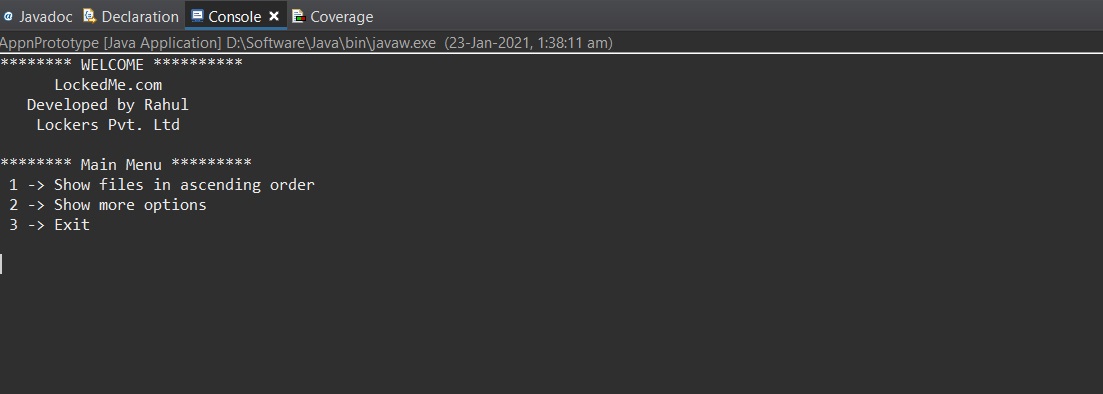 @ Javadoc Declaration Console × Coverage
AppnPrototype [Java Application] D:\Software\Java\bin\javaw.exe (23-Jan-2021, 1:38:11 am)
******** WELCOME **********
LockedMe.com
Developed by Rahul
Lockers Pvt. Ltd
******** Main Menu *********
1 -> Show files in ascending order
2 -> Show more options
3 -> Exit